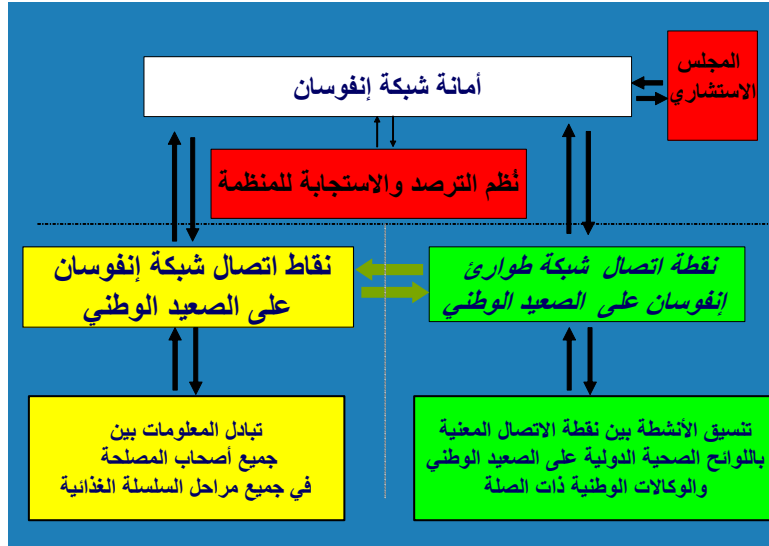 المجلس
الاستشاري
أمانة شبكة إنفوسان
نُظم الترصد والاستجابة للمنظمة
نقطة اتصال شبكة طوارئ
إنفوسان على الصعيد الوطني
نقاط اتصال شبكة إنفوسان
على الصعيد الوطني
تنسيق الأنشطة بين نقطة الاتصال المعنية
باللوائح الصحية الدولية على الصعيد الوطني
والوكالات الوطنية ذات الصلة
تبادل المعلومات بين
جميع أصحاب المصلحة
في جميع مراحل السلسلة الغذائية